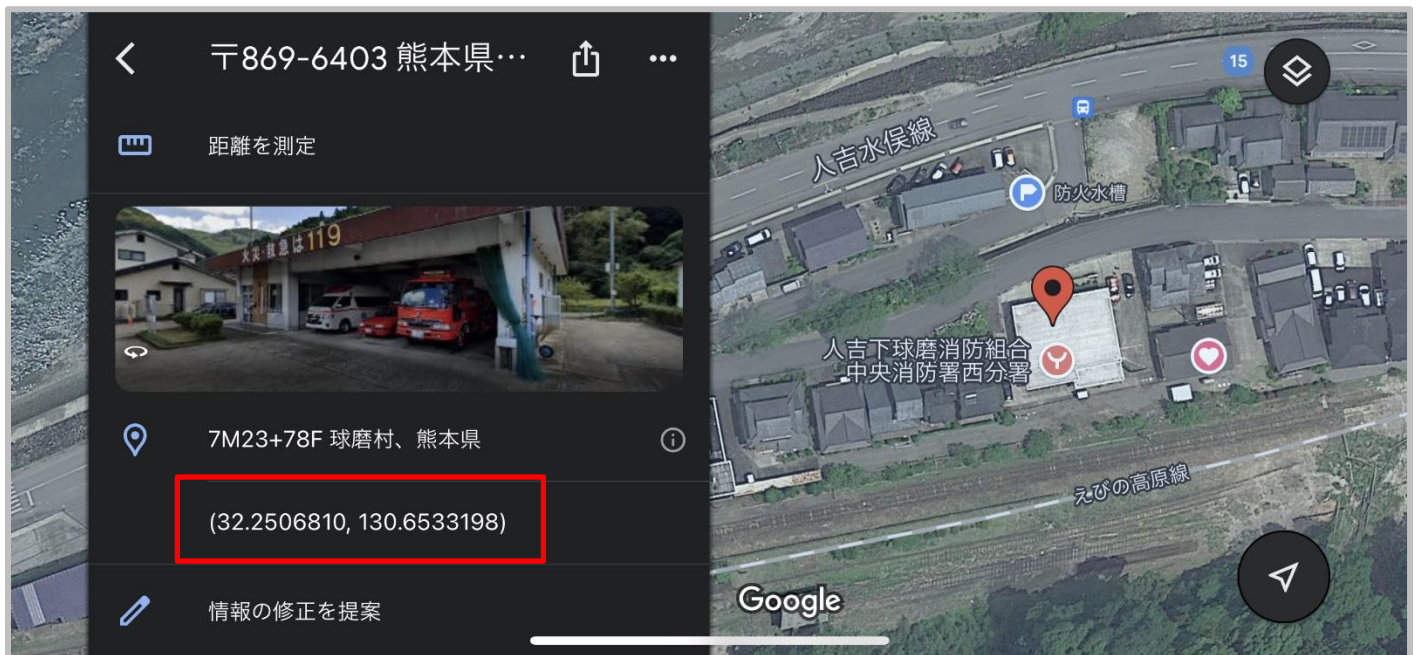 〒869-6403 熊本県…
距離を測定
火災・救急は119
7M23+78F 球磨村、熊本県
(32.2506810, 130.6533198)
情報の修正を提案
15
人吉水俣線
防火水槽
人吉下球磨消防組合
中央消防署西分署
えびの高原線
Google